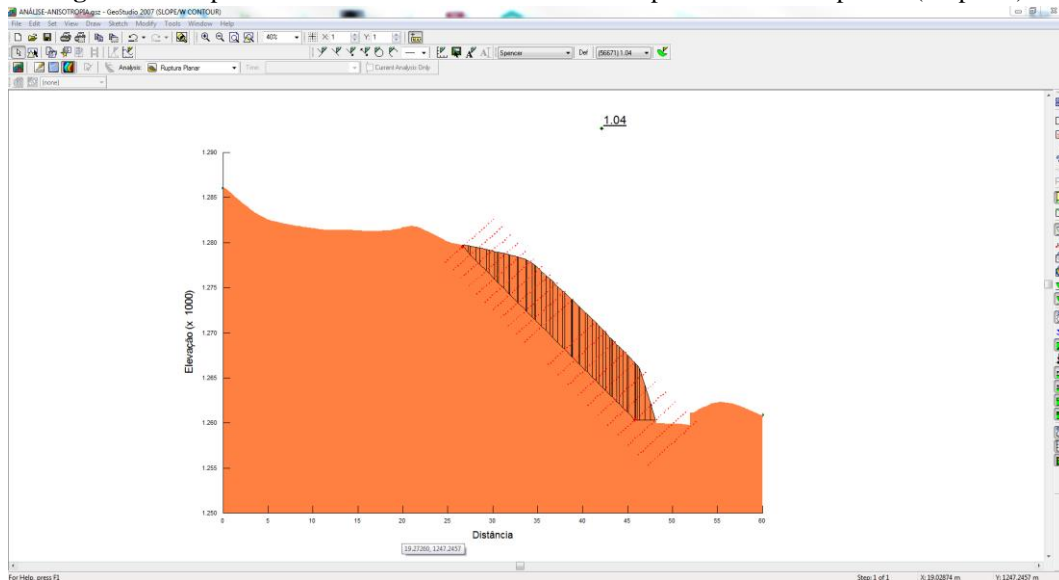 ANÁLISE-ANISOTROPIA.gsz - GeoStudio 2007 (SLOPE/W CONTOUR)
File Edit Set View Draw Sketch Modify Tools Window Help
40% X: 1 Y: 1
Spencer Def (56671) 1.04
Analysis: Ruptura Planar Time: Current Analysis Only
(none)
1.04
1.290
1.285
1.280
1.275
1.270
1.265
1.260
1.255
1.250
Elevação (x 1000)
0 5 10 15 20 25 30 35 40 45 50 55 60
Distância
19.27260, 1247.2457
For Help, press F1 Step: 1 of 1 X: 19.02874 m Y: 1247.2457 m